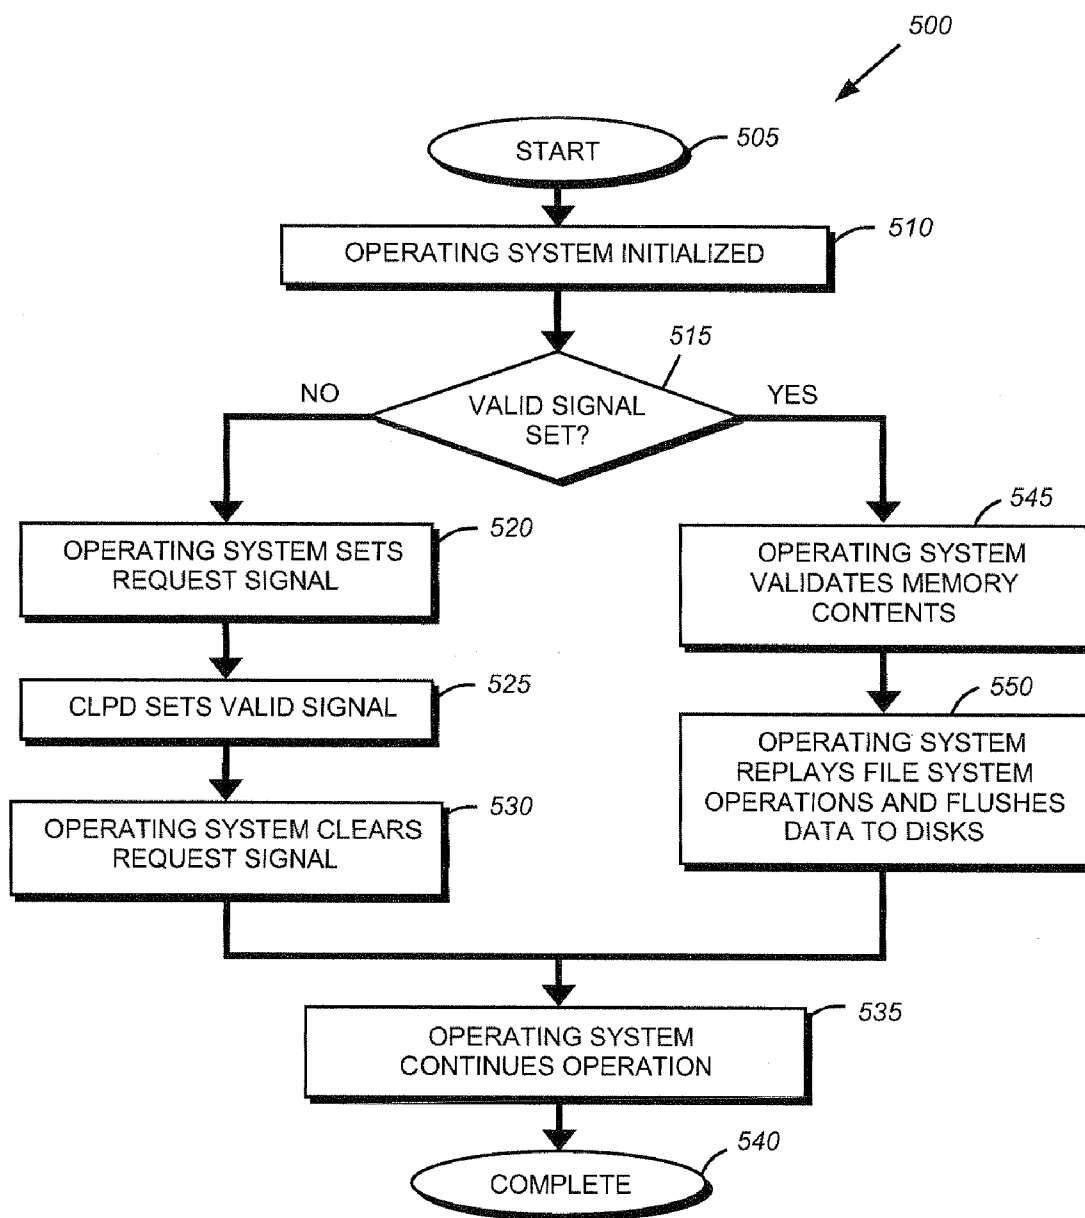 500
START
505
OPERATING SYSTEM INITIALIZED
510
515
VALID SIGNAL
SET?
NO
YES
OPERATING SYSTEM SETS
REQUEST SIGNAL
520
CLPD SETS VALID SIGNAL
525
OPERATING SYSTEM CLEARS
REQUEST SIGNAL
530
545
OPERATING SYSTEM
VALIDATES MEMORY
CONTENTS
550
OPERATING SYSTEM
REPLAYS FILE SYSTEM
OPERATIONS AND FLUSHES
DATA TO DISKS
OPERATING SYSTEM
CONTINUES OPERATION
535
COMPLETE
540